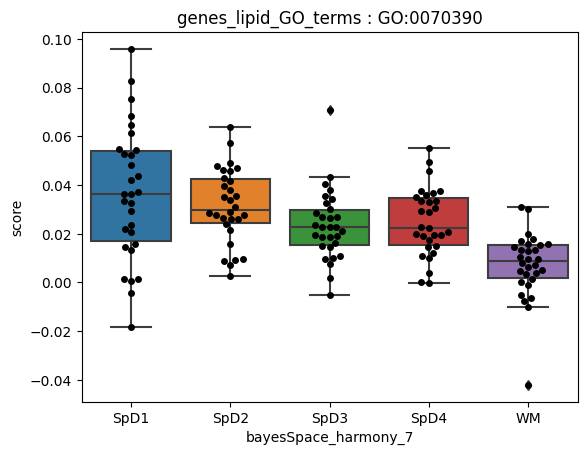 genes_lipid_GO_terms : GO:0070390
0.10
0.08
0.06
0.04
0.02
0.00
−0.02
−0.04
score
SpD1 SpD2 SpD3 SpD4 WM
bayesSpace_harmony_7